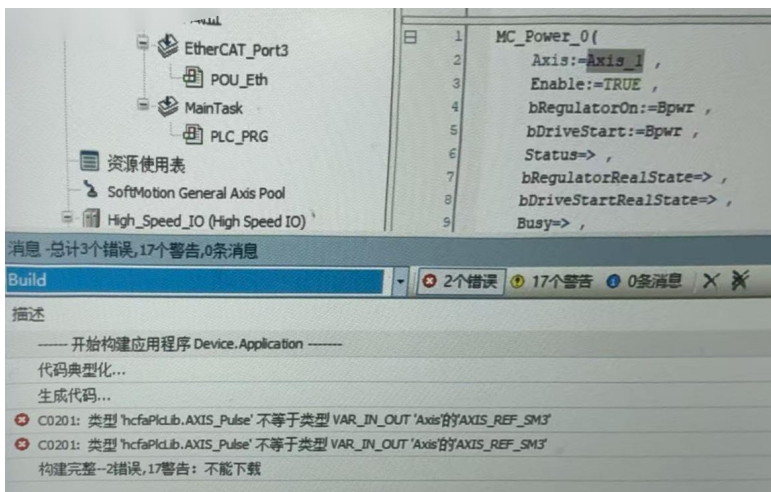 EtherCAT_Port3
POU_Eth
MainTask
PLC_PRG
资源使用表
SoftMotion General Axis Pool
High_Speed_IO (High Speed IO)
1 MC_Power_0(
2 Axis:=Axis_1 ,
3 Enable:=TRUE ,
4 bRegulatorOn:=Bpwr ,
5 bDriveStart:=Bpwr ,
6 Status=> ,
7 bRegulatorRealState=> ,
8 bDriveStartRealState=> ,
9 Busy=> ,
消息 -总计3个错误,17个警告,0条消息
Build 2个错误 17个警告 0条消息
描述
------ 开始构建应用程序 Device.Application -------
代码典型化...
生成代码...
C0201: 类型 'hcfaPlcLib.AXIS_Pulse' 不等于类型 VAR_IN_OUT 'Axis'的'AXIS_REF_SM3'
C0201: 类型 'hcfaPlcLib.AXIS_Pulse' 不等于类型 VAR_IN_OUT 'Axis'的'AXIS_REF_SM3'
构建完整--2错误,17警告: 不能下载